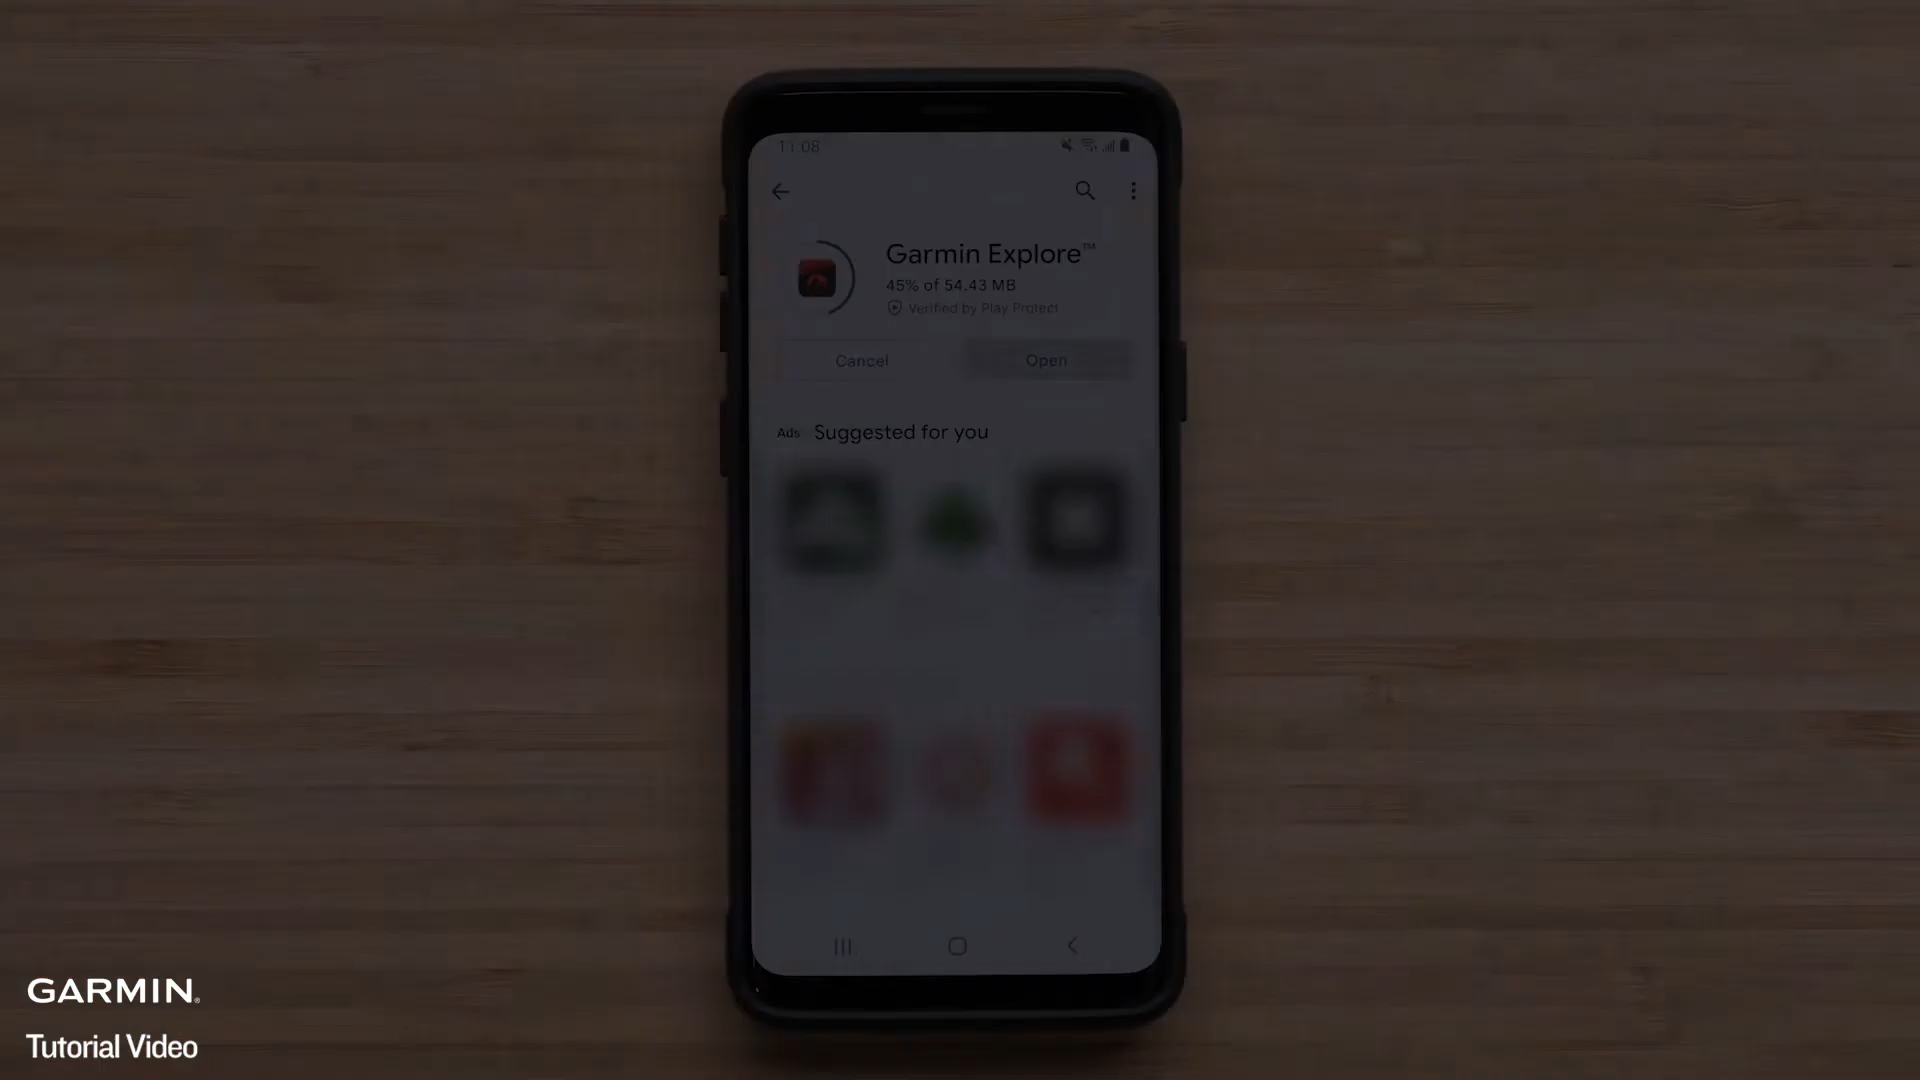 11:08
Garmin Explore™
45% of 54.43 MB
Verified by Play Protect
Cancel
Open
Ads
Suggested for you
GARMIN®
Tutorial Video